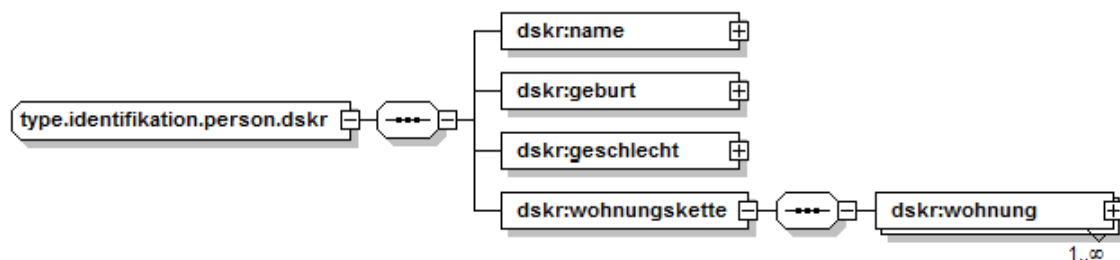 dskr:name
dskr:geburt
type.identifikation.person.dskr
dskr:geschlecht
dskr:wohnungskette
dskr:wohnung
1..∞